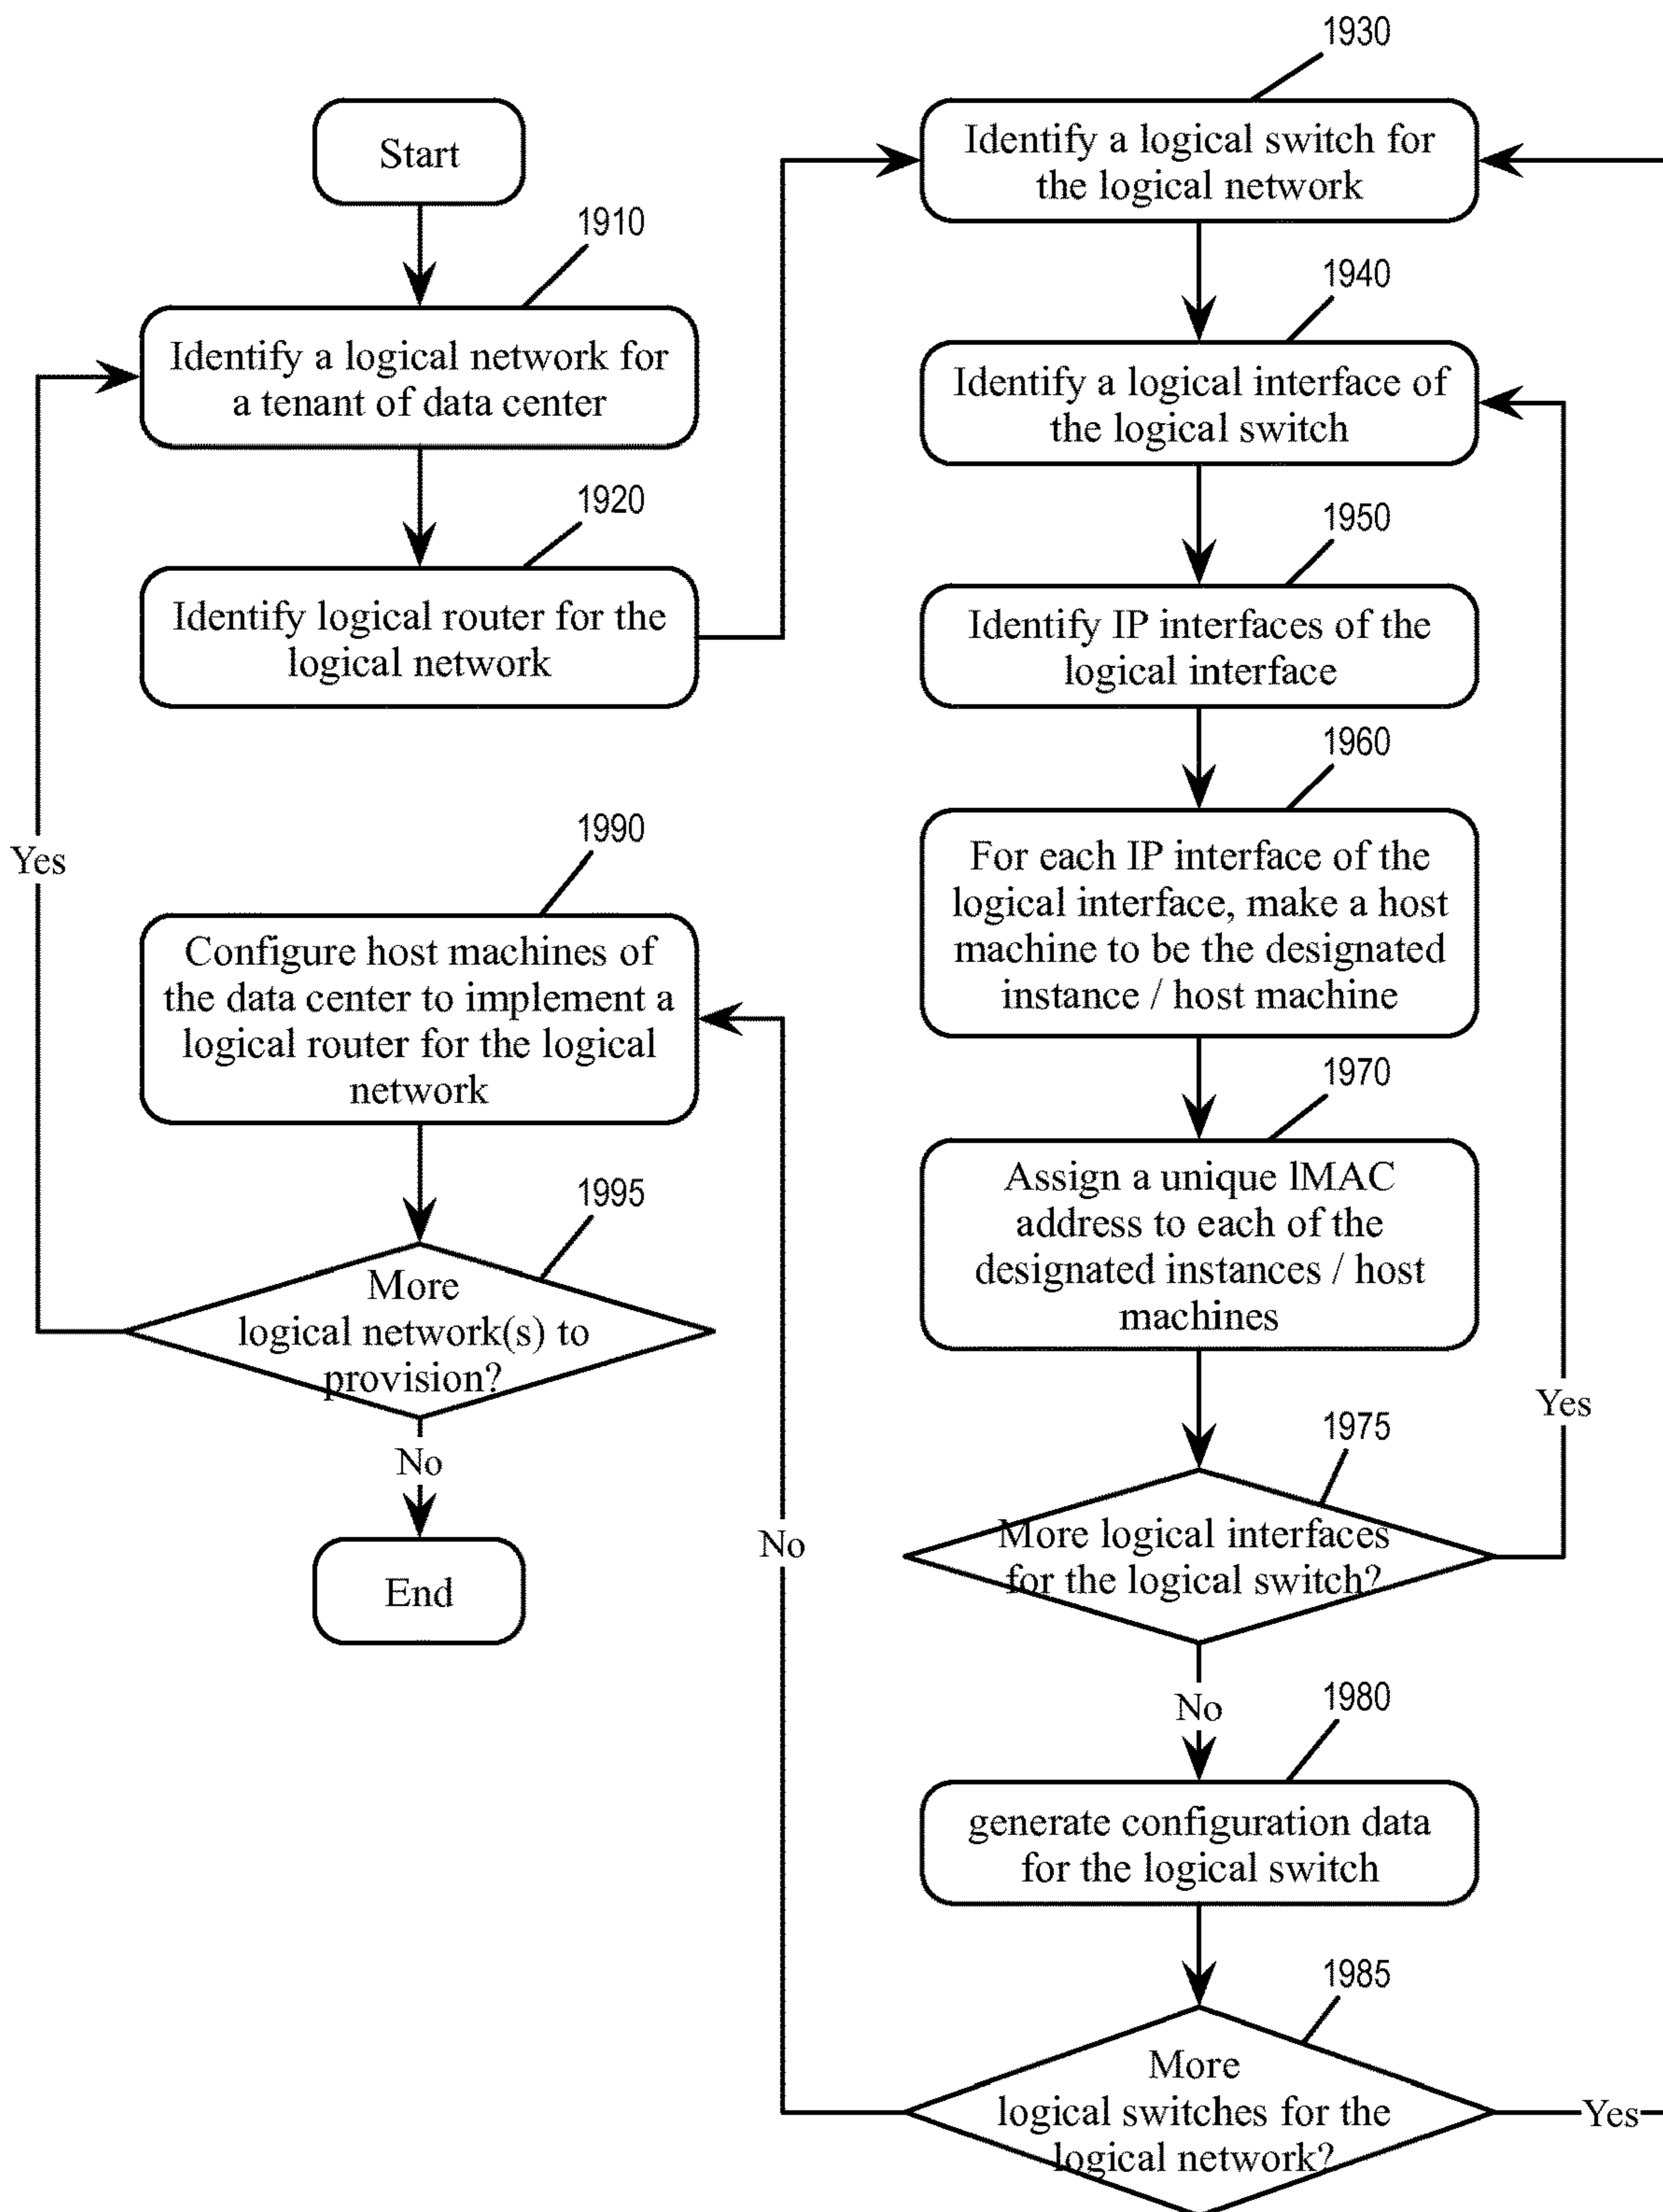 Start
1910
Identify a logical network for
a tenant of data center
1920
Identify logical router for the
logical network
1930
Identify a logical switch for
the logical network
1940
Identify a logical interface of
the logical switch
1950
Identify IP interfaces of the
logical interface
1960
For each IP interface of the
logical interface, make a host
machine to be the designated
instance / host machine
1970
Assign a unique lMAC
address to each of the
designated instances / host
machines
1975
More logical interfaces
for the logical switch?
Yes
No
1980
generate configuration data
for the logical switch
1985
More
logical switches for the
logical network?
Yes
No
1990
Configure host machines of
the data center to implement a
logical router for the logical
network
1995
More
logical network(s) to
provision?
Yes
No
End